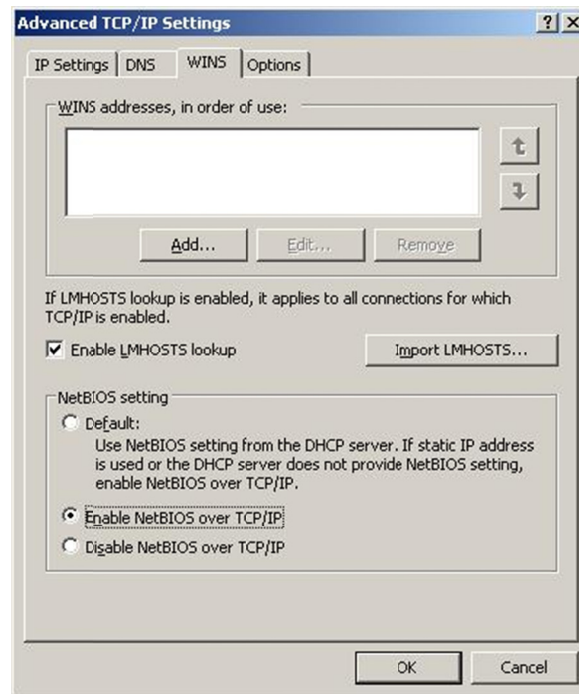 Advanced TCP/IP Settings
IP Settings DNS WINS Options
WINS addresses, in order of use:
Add... Edit... Remove
If LMHOSTS lookup is enabled, it applies to all connections for which
TCP/IP is enabled.
Enable LMHOSTS lookup Import LMHOSTS...
NetBIOS setting
Default:
Use NetBIOS setting from the DHCP server. If static IP address
is used or the DHCP server does not provide NetBIOS setting,
enable NetBIOS over TCP/IP.
Enable NetBIOS over TCP/IP
Disable NetBIOS over TCP/IP
OK Cancel